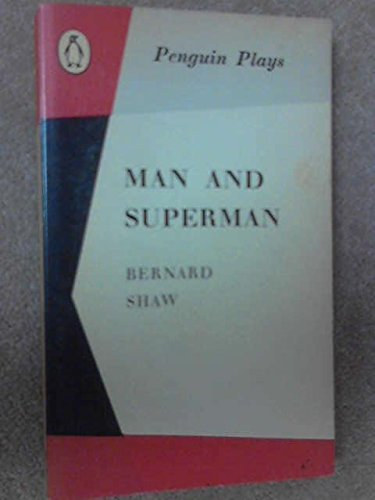 Penguin Plays
MAN AND
SUPERMAN
BERNARD
SHAW